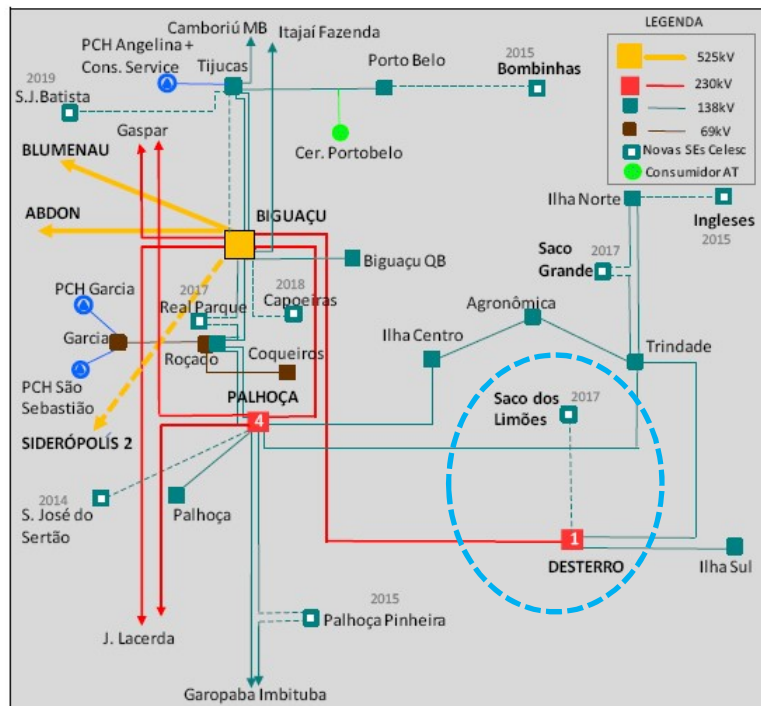 Camboriú MB
Itajaí Fazenda
LEGENDA
PCH Angelina +
Cons. Service
Tijucas
Porto Belo
2015
Bombinhas
525kV
230kV
138kV
69kV
Novas SEs Celesc
Consumidor AT
2019
S.J.Batista
Gaspar
Cer. Portobelo
BLUMENAU
ABDON
BIGUAÇU
Ilha Norte
Ingleses
2015
Saco
Grande
2017
Biguaçu QB
PCH Garcia
2017
Real Parque
2018
Capoeiras
Agronômica
Garcia
Roçado
Coqueiros
Ilha Centro
Trindade
PCH São
Sebastião
PALHOÇA
4
Saco dos
Limões
2017
SIDERÓPOLÍS 2
2014
S. José do
Sertão
Palhoça
1
DESTERRO
Ilha Sul
2015
Palhoça Pinheira
J. Lacerda
Garopaba Imbituba